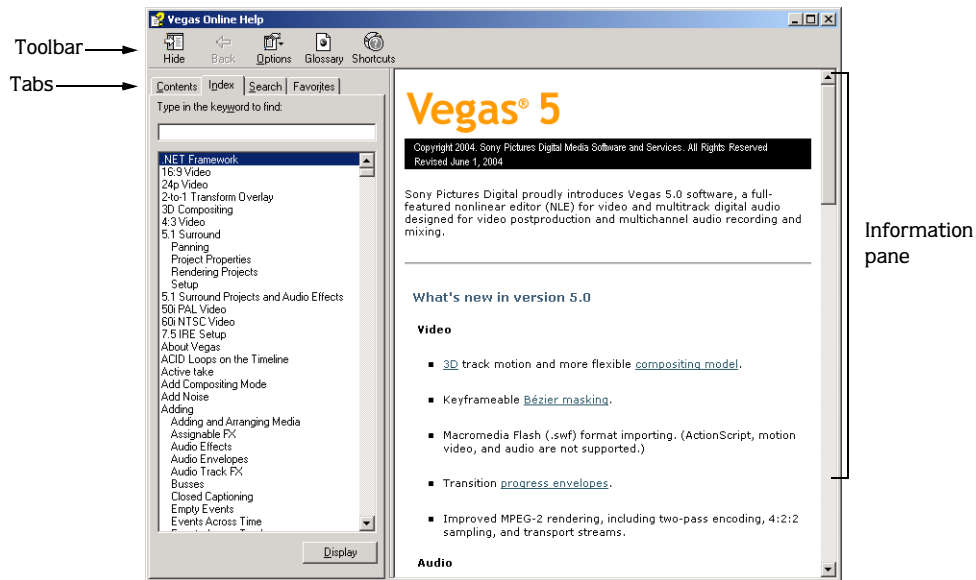 Vegas Online Help
Toolbar
Hide Back Options Glossary Shortcuts
Tabs
Contents Index Search Favorites
Type in the keyword to find:
.NET Framework
16:9 Video
24p Video
2-to-1 Transform Overlay
3D Compositing
4:3 Video
5.1 Surround
Panning
Project Properties
Rendering Projects
Setup
5.1 Surround Projects and Audio Effects
50i PAL Video
60i NTSC Video
7.5 IRE Setup
About Vegas
ACID Loops on the Timeline
Active take
Add Compositing Mode
Add Noise
Adding
Adding and Arranging Media
Assignable FX
Audio Effects
Audio Envelopes
Audio Track FX
Busses
Closed Captioning
Empty Events
Events Across Time
Display
Vegas® 5
Copyright 2004. Sony Pictures Digital Media Software and Services. All Rights Reserved
Revised June 1, 2004
Sony Pictures Digital proudly introduces Vegas 5.0 software, a full-
featured nonlinear editor (NLE) for video and multitrack digital audio
designed for video postproduction and multichannel audio recording and
mixing.
What's new in version 5.0
Video
■ 3D track motion and more flexible compositing model.
■ Keyframeable Bézier masking.
■ Macromedia Flash (.swf) format importing. (ActionScript, motion
video, and audio are not supported.)
■ Transition progress envelopes.
■ Improved MPEG-2 rendering, including two-pass encoding, 4:2:2
sampling, and transport streams.
Audio
Information
pane